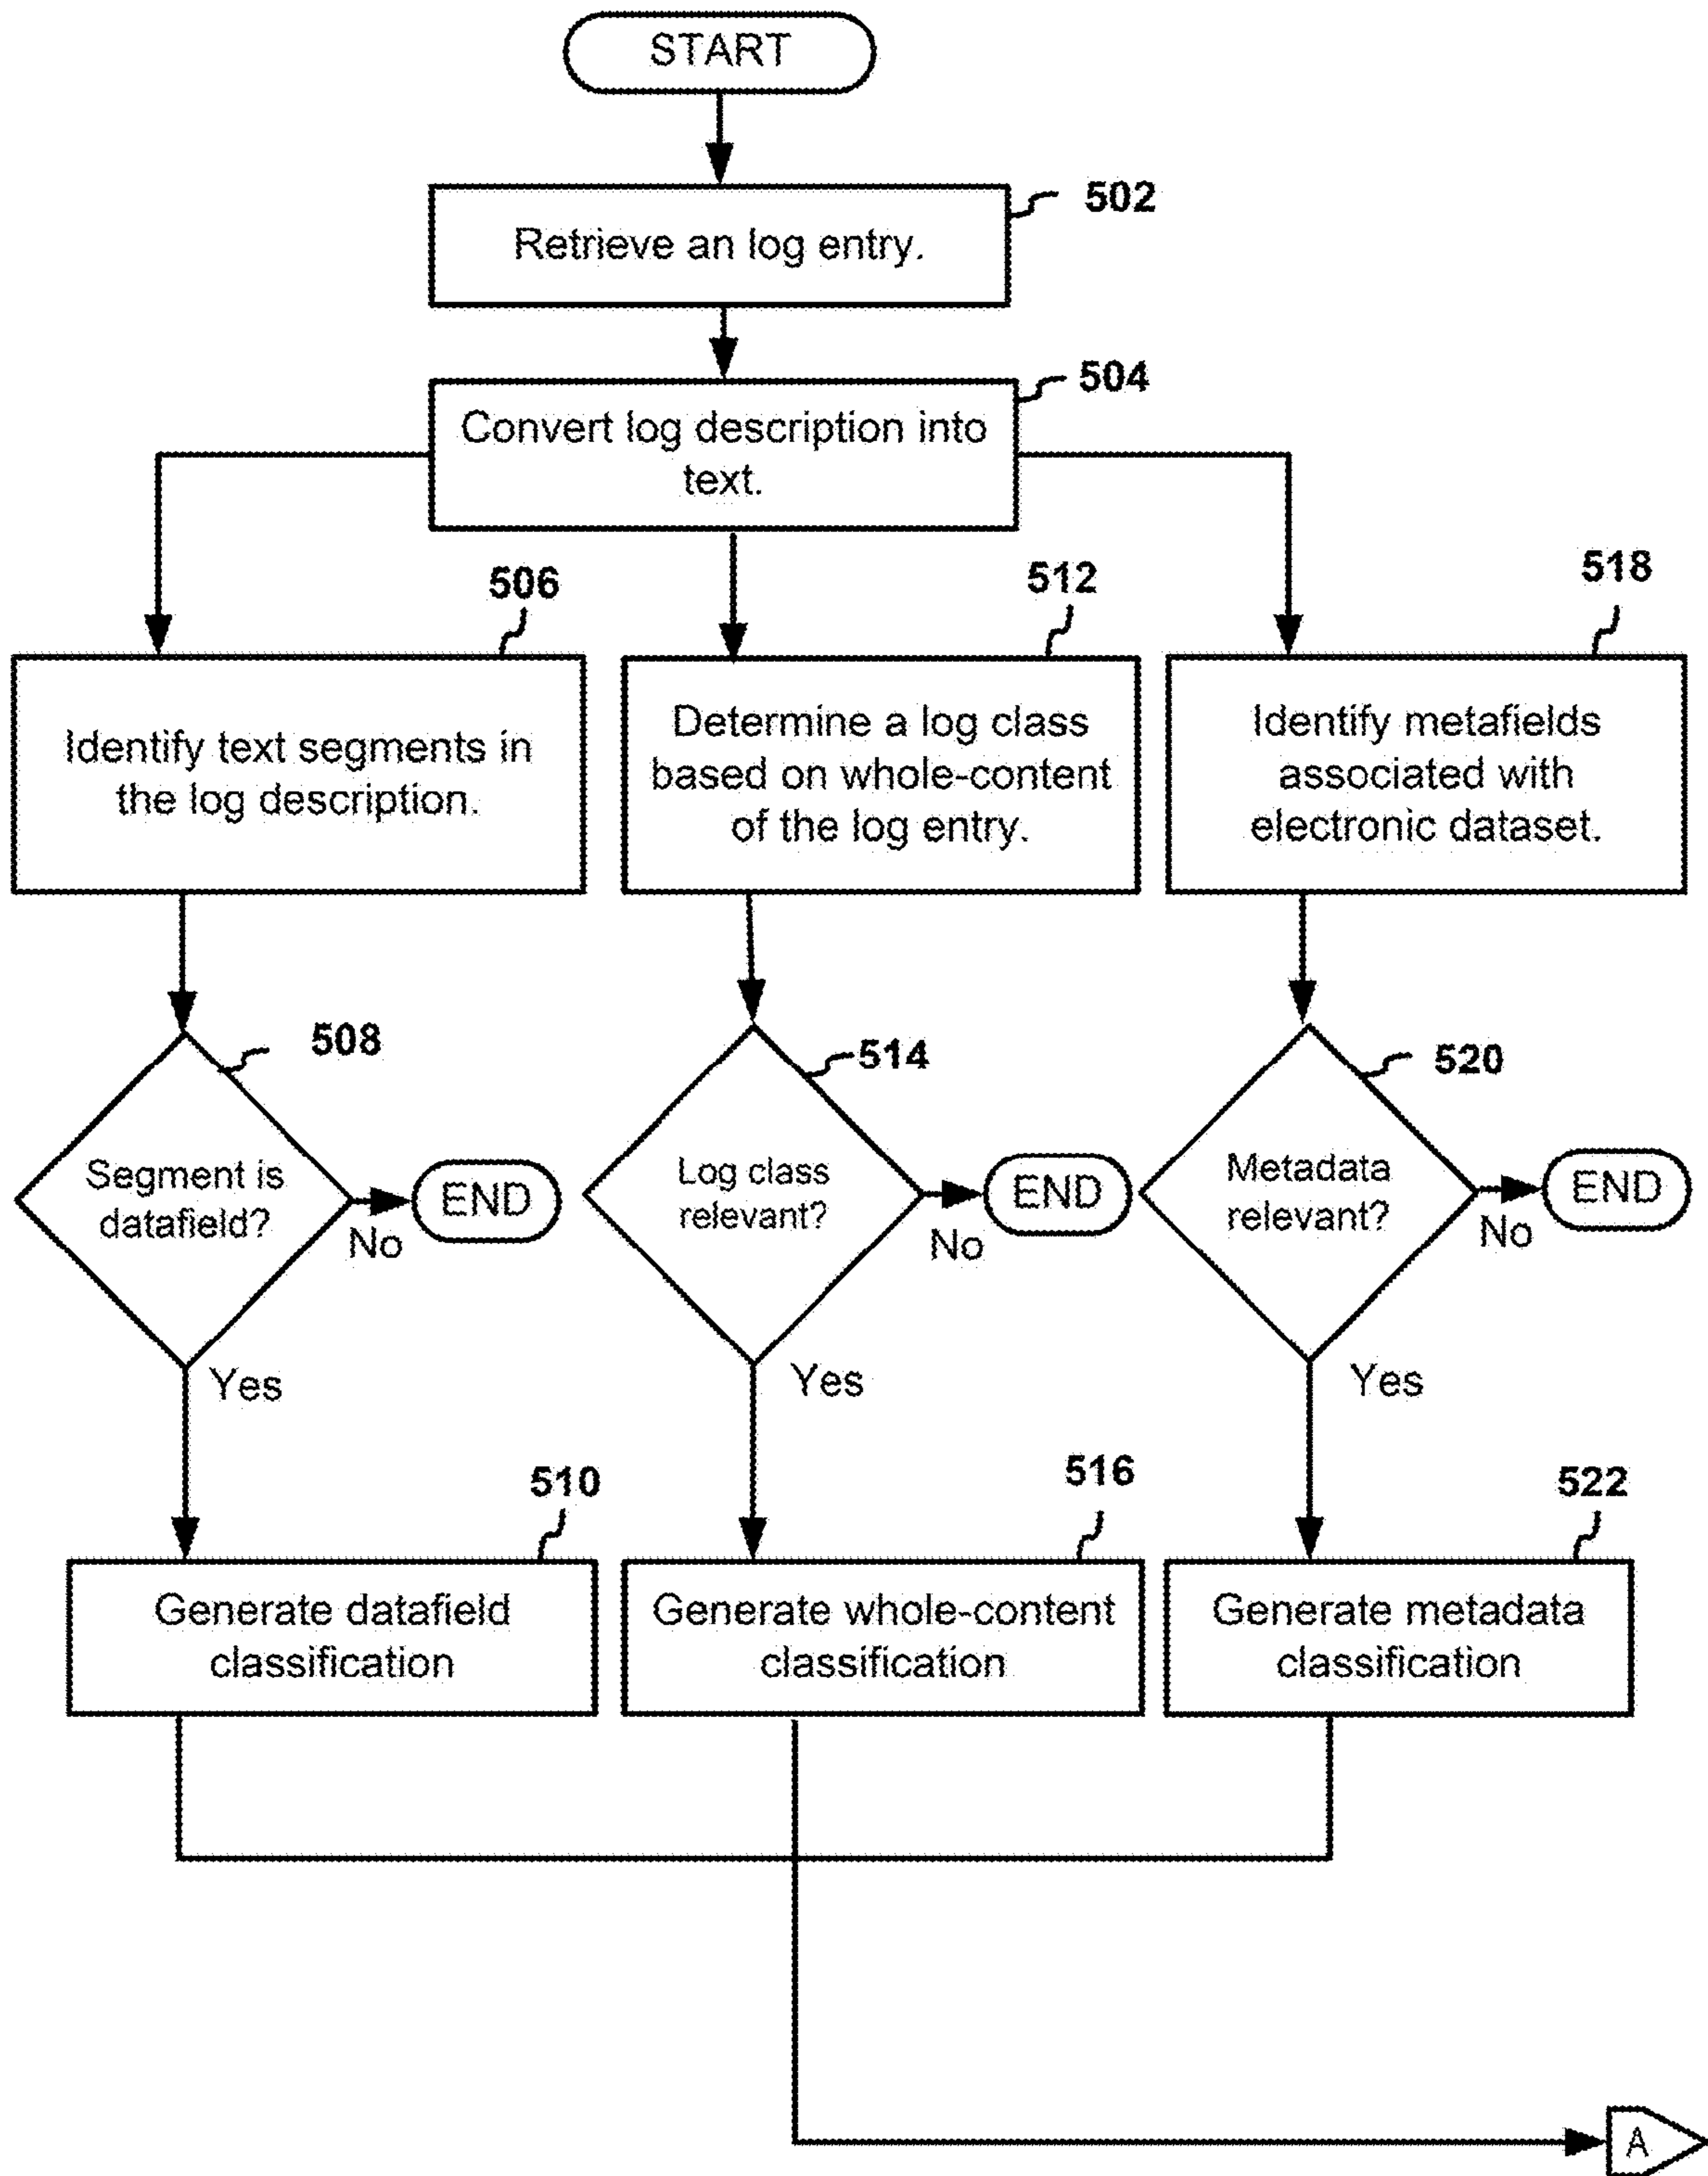 START
502
Retrieve an log entry.
504
Convert log description into
text.
506
512
518
Identify text segments in
the log description.
Determine a log class
based on whole-content
of the log entry.
Identify metafields
associated with
electronic dataset.
508
514
520
Segment is
datafield?
No
END
Log class
relevant?
No
END
Metadata
relevant?
No
END
Yes
Yes
Yes
510
516
522
Generate datafield
classification
Generate whole-content
classification
Generate metadata
classification
A